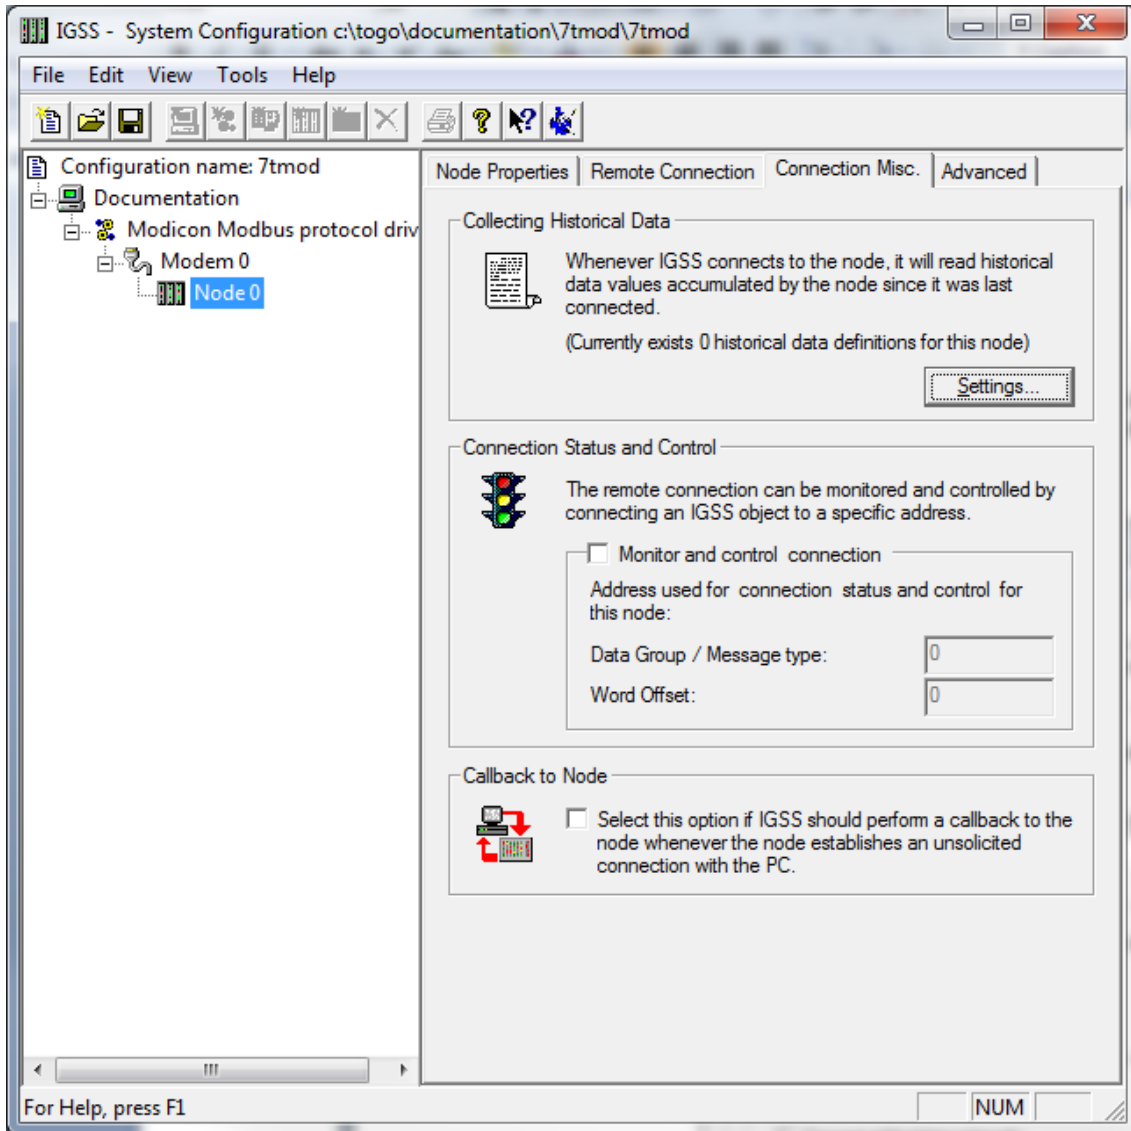 IGSS - System Configuration c:\togo\documentation\7tmod\7tmod
File Edit View Tools Help
Configuration name: 7tmod
Documentation
Modicon Modbus protocol driv
Modem 0
Node 0
Node Properties Remote Connection Connection Misc. Advanced
Collecting Historical Data
Whenever IGSS connects to the node, it will read historical
data values accumulated by the node since it was last
connected.
(Currently exists 0 historical data definitions for this node)
Settings...
Connection Status and Control
The remote connection can be monitored and controlled by
connecting an IGSS object to a specific address.
Monitor and control connection
Address used for connection status and control for
this node:
Data Group / Message type: 0
Word Offset: 0
Callback to Node
Select this option if IGSS should perform a callback to the
node whenever the node establishes an unsolicited
connection with the PC.
For Help, press F1
NUM